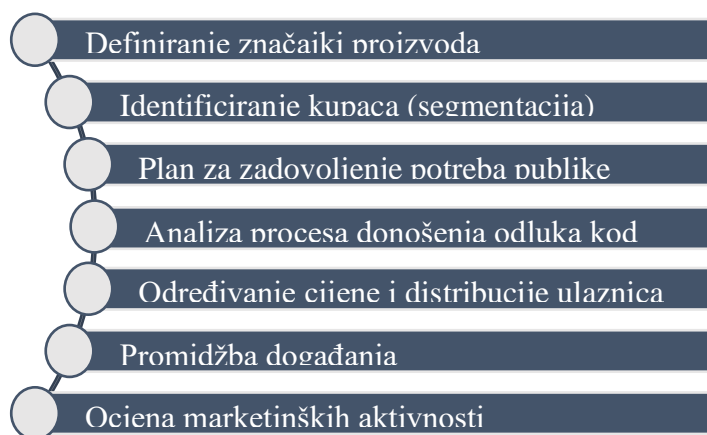 Definiranje značajki proizvoda
Identificiranje kupaca (segmentacija)
Plan za zadovoljenje potreba publike
Analiza procesa donošenja odluka kod
Određivanje cijene i distribucije ulaznica
Promidžba događanja
Ocjena marketinških aktivnosti